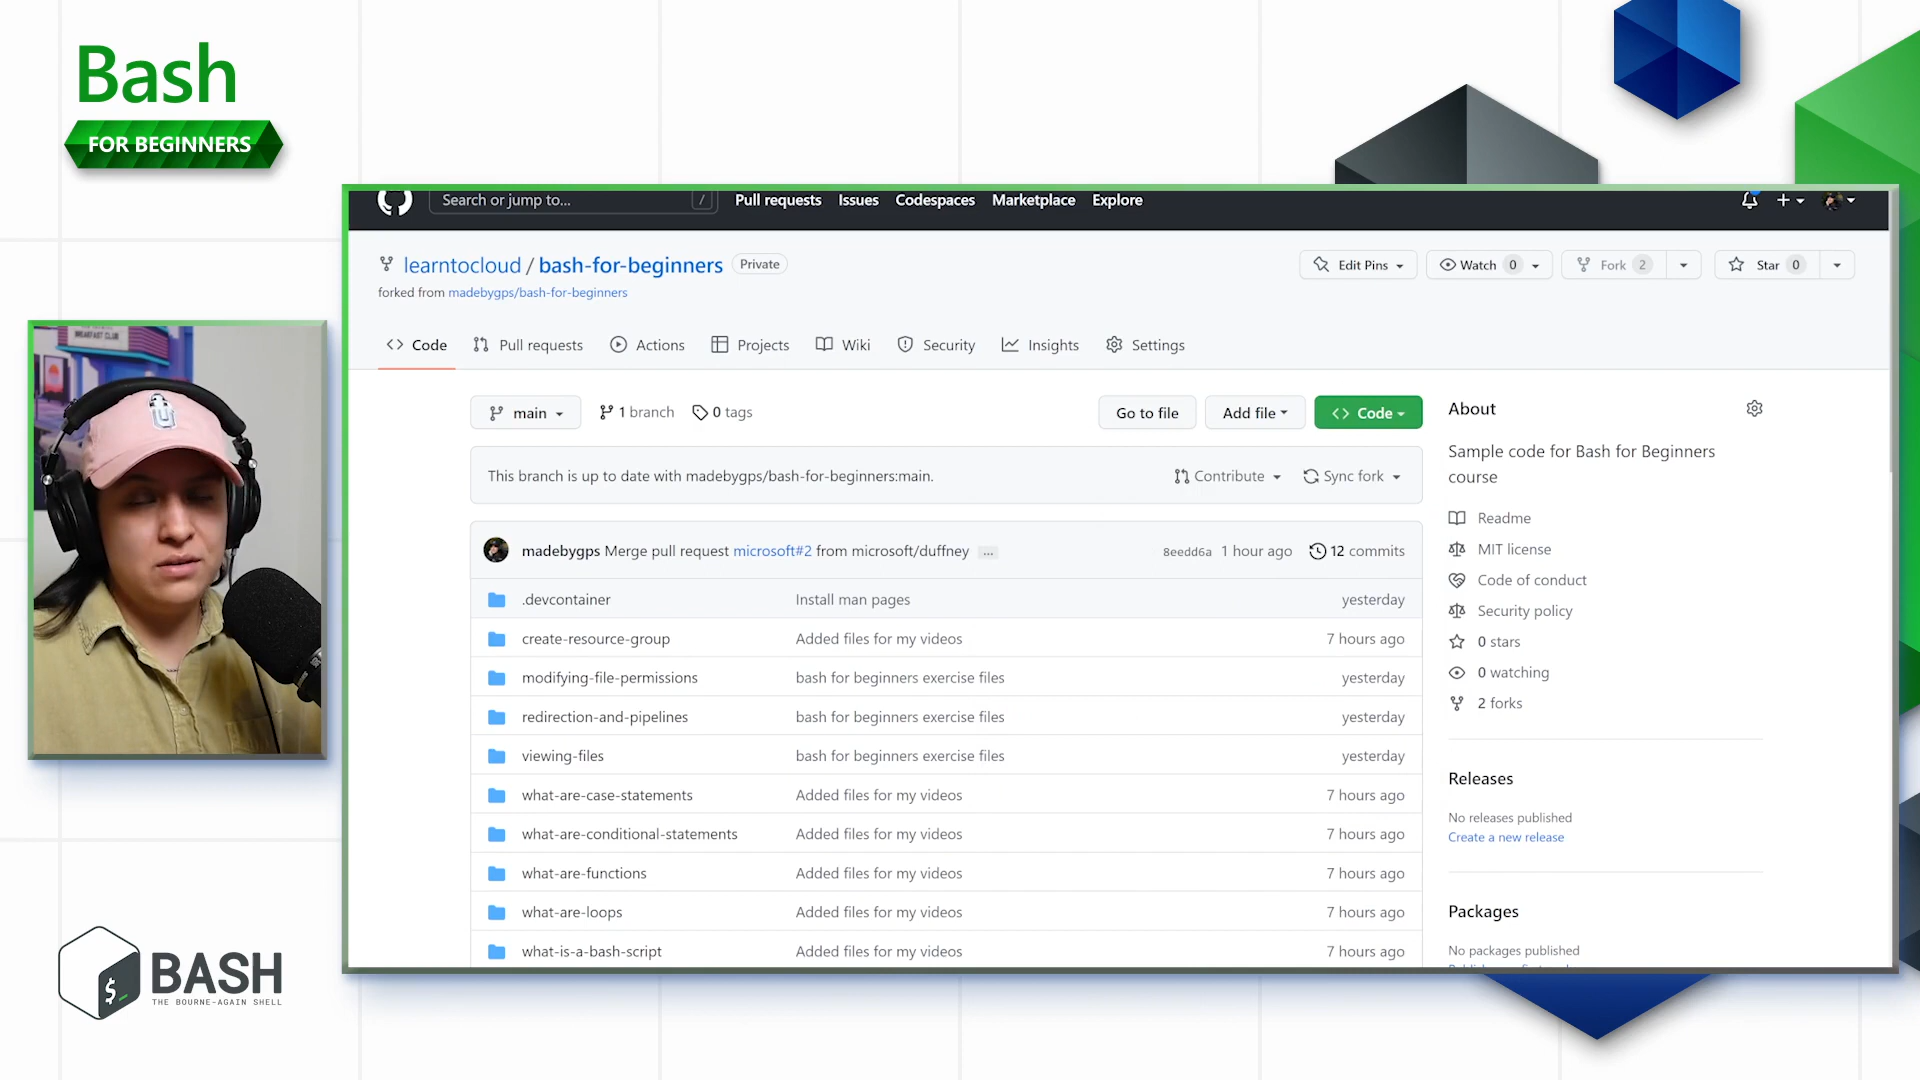 Bash
FOR BEGINNERS
Search or jump to... /
Pull requests Issues Codespaces Marketplace Explore
learntocloud / bash-for-beginners Private
Edit Pins Watch 0 Fork 2 Star 0
forked from madebygps/bash-for-beginners
Code Pull requests Actions Projects Wiki Security Insights Settings
main 1 branch 0 tags Go to file Add file Code
This branch is up to date with madebygps/bash-for-beginners:main. Contribute Sync fork
madebygps Merge pull request microsoft#2 from microsoft/duffney ... 8eedd6a 1 hour ago 12 commits
.devcontainer Install man pages yesterday
create-resource-group Added files for my videos 7 hours ago
modifying-file-permissions bash for beginners exercise files yesterday
redirection-and-pipelines bash for beginners exercise files yesterday
viewing-files bash for beginners exercise files yesterday
what-are-case-statements Added files for my videos 7 hours ago
what-are-conditional-statements Added files for my videos 7 hours ago
what-are-functions Added files for my videos 7 hours ago
what-are-loops Added files for my videos 7 hours ago
what-is-a-bash-script Added files for my videos 7 hours ago
About
Sample code for Bash for Beginners
course
Readme
MIT license
Code of conduct
Security policy
0 stars
0 watching
2 forks
Releases
No releases published
Create a new release
Packages
No packages published
BREAKFAST CLUB
$_
BASH
THE BOURNE-AGAIN SHELL